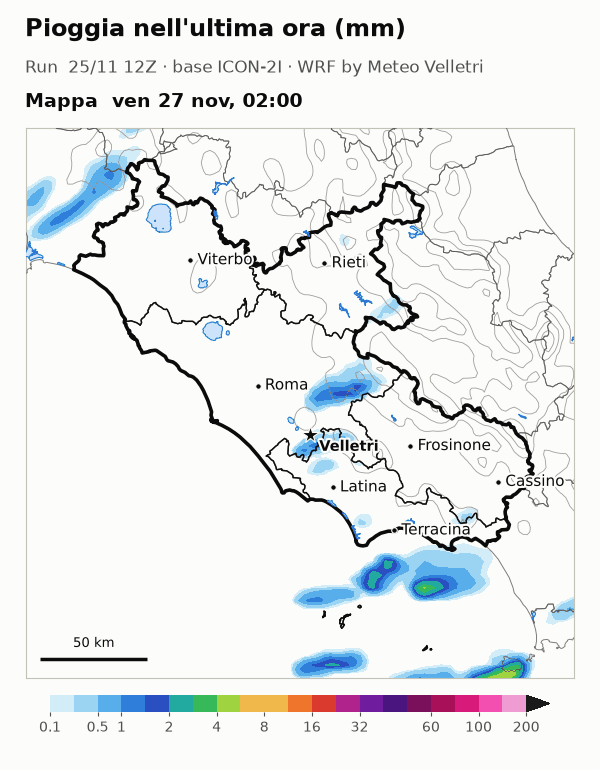 Pioggia nell'ultima ora (mm)
Run 25/11 12Z · base ICON-2I · WRF by Meteo Velletri
Mappa ven 27 nov, 02:00
Viterbo
Rieti
Roma
Velletri
Frosinone
Cassino
Latina
Terracina
50 km
0.1 0.5 1 2 4 8 16 32 60 100 200